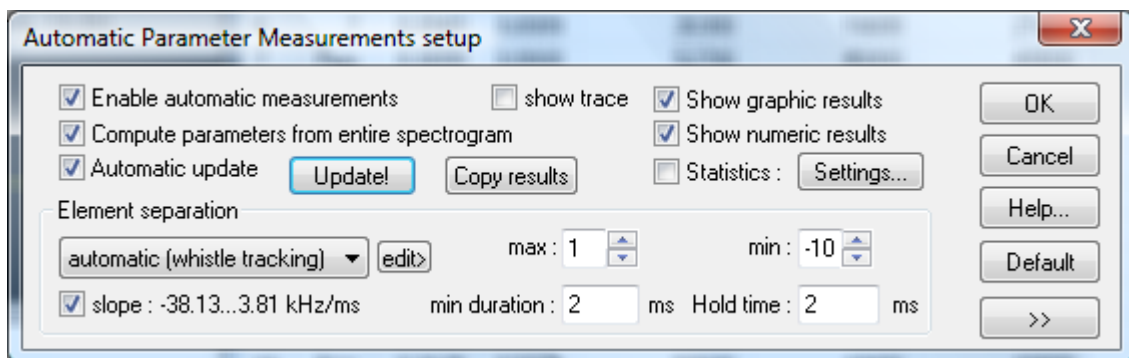 Automatic Parameter Measurements setup
Enable automatic measurements show trace Show graphic results OK
Compute parameters from entire spectrogram Show numeric results
Automatic update Update! Copy results Statistics : Settings... Cancel
Element separation Help...
automatic (whistle tracking) edit> max : 1 min : -10 Default
slope : -38.13...3.81 kHz/ms min duration : 2 ms Hold time : 2 ms >>